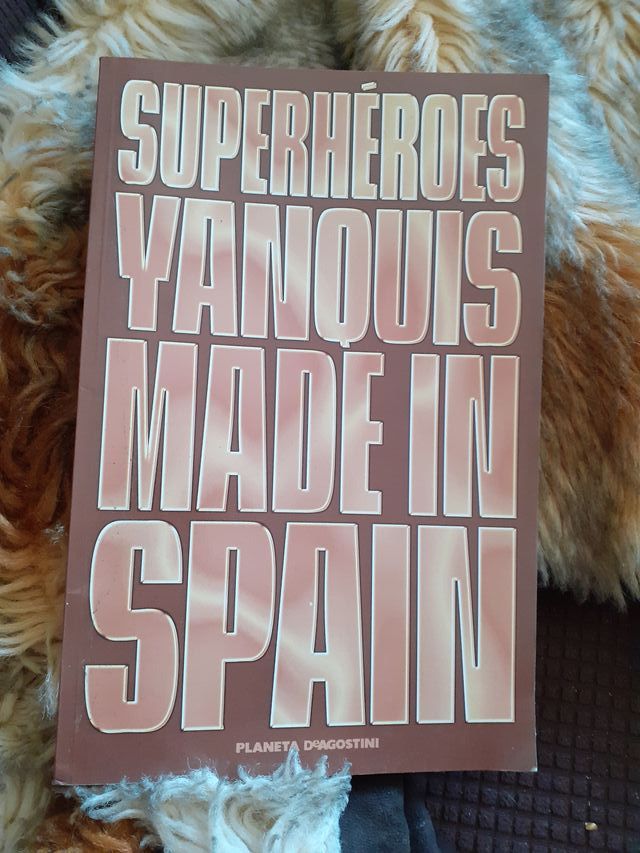 SUPERHÉROES
YANQUIS
MADE IN
SPAIN
PLANETA DeAGOSTINI